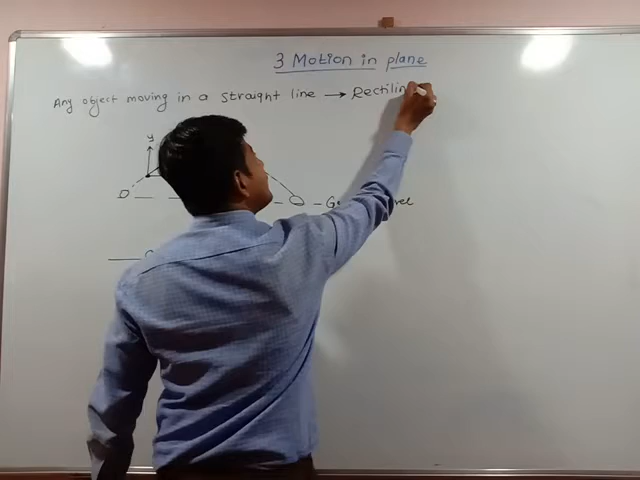 3 Motion in plane
Any object moving in a straight line → Rectilin
y